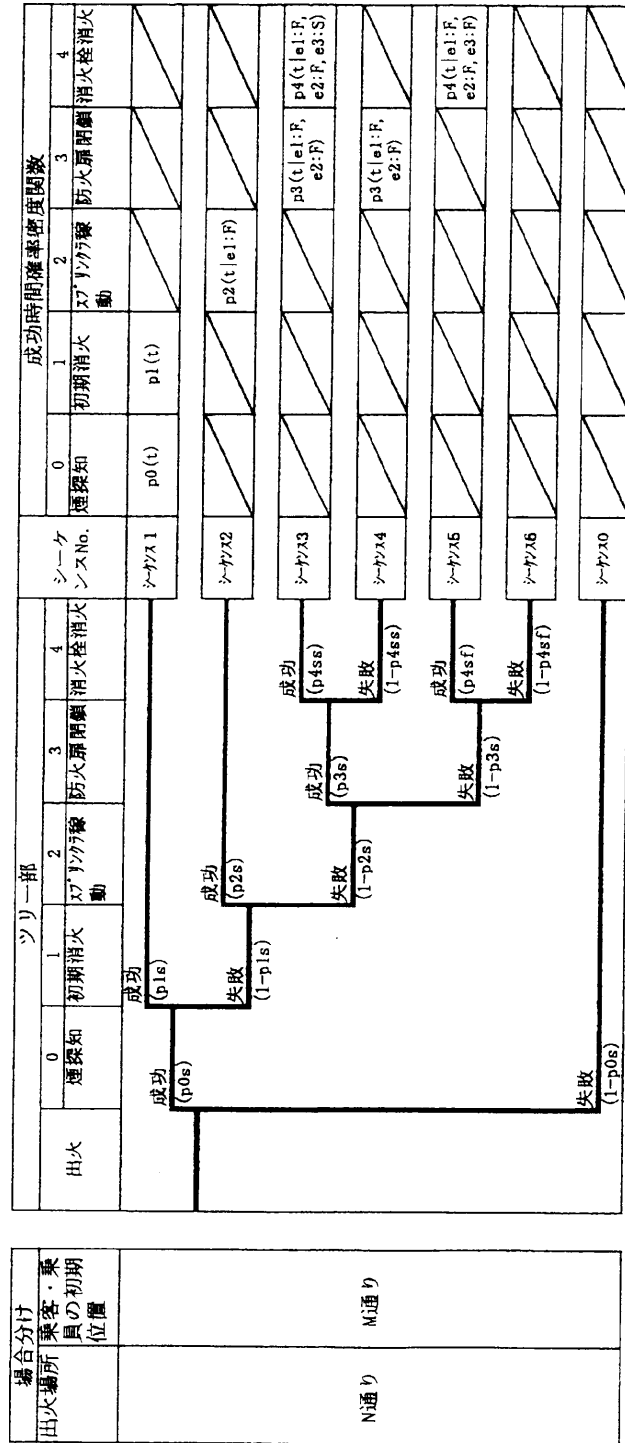 場合分け
出火場所
乗客・乗
員の初期
位置
N通り
M通り
ツリー部
出火
0
煙探知
1
初期消火
2
ｽﾌﾟﾘﾝｸﾗ稼
動
3
防火扉閉鎖
4
消火栓消火
シーケ
ンスNo.
成功時間確率密度関数
0
煙探知
1
初期消火
2
ｽﾌﾟﾘﾝｸﾗ稼
動
3
防火扉閉鎖
4
消火栓消火
成功
(p0s)
失敗
(1-p0s)
成功
(p1s)
失敗
(1-p1s)
成功
(p2s)
失敗
(1-p2s)
成功
(p3s)
失敗
(1-p3s)
成功
(p4ss)
失敗
(1-p4ss)
成功
(p4sf)
失敗
(1-p4sf)
ｼｰｹﾝｽ1
p0(t)
p1(t)
ｼｰｹﾝｽ2
p2(t|e1:F)
ｼｰｹﾝｽ3
p3(t|e1:F,
e2:F)
p4(t|e1:F,
e2:F, e3:S)
ｼｰｹﾝｽ4
p3(t|e1:F,
e2:F)
ｼｰｹﾝｽ5
p4(t|e1:F,
e2:F, e3:F)
ｼｰｹﾝｽ6
ｼｰｹﾝｽ0